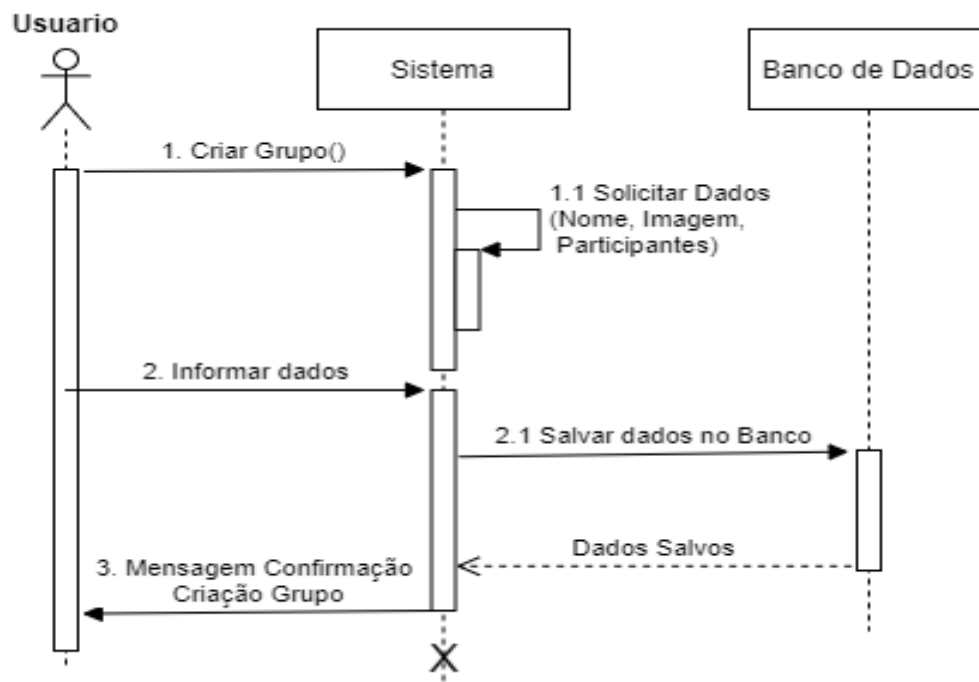 Usuario
Sistema
Banco de Dados
1. Criar Grupo()
1.1 Solicitar Dados
(Nome, Imagem,
Participantes)
2. Informar dados
2.1 Salvar dados no Banco
Dados Salvos
3. Mensagem Confirmação
Criação Grupo